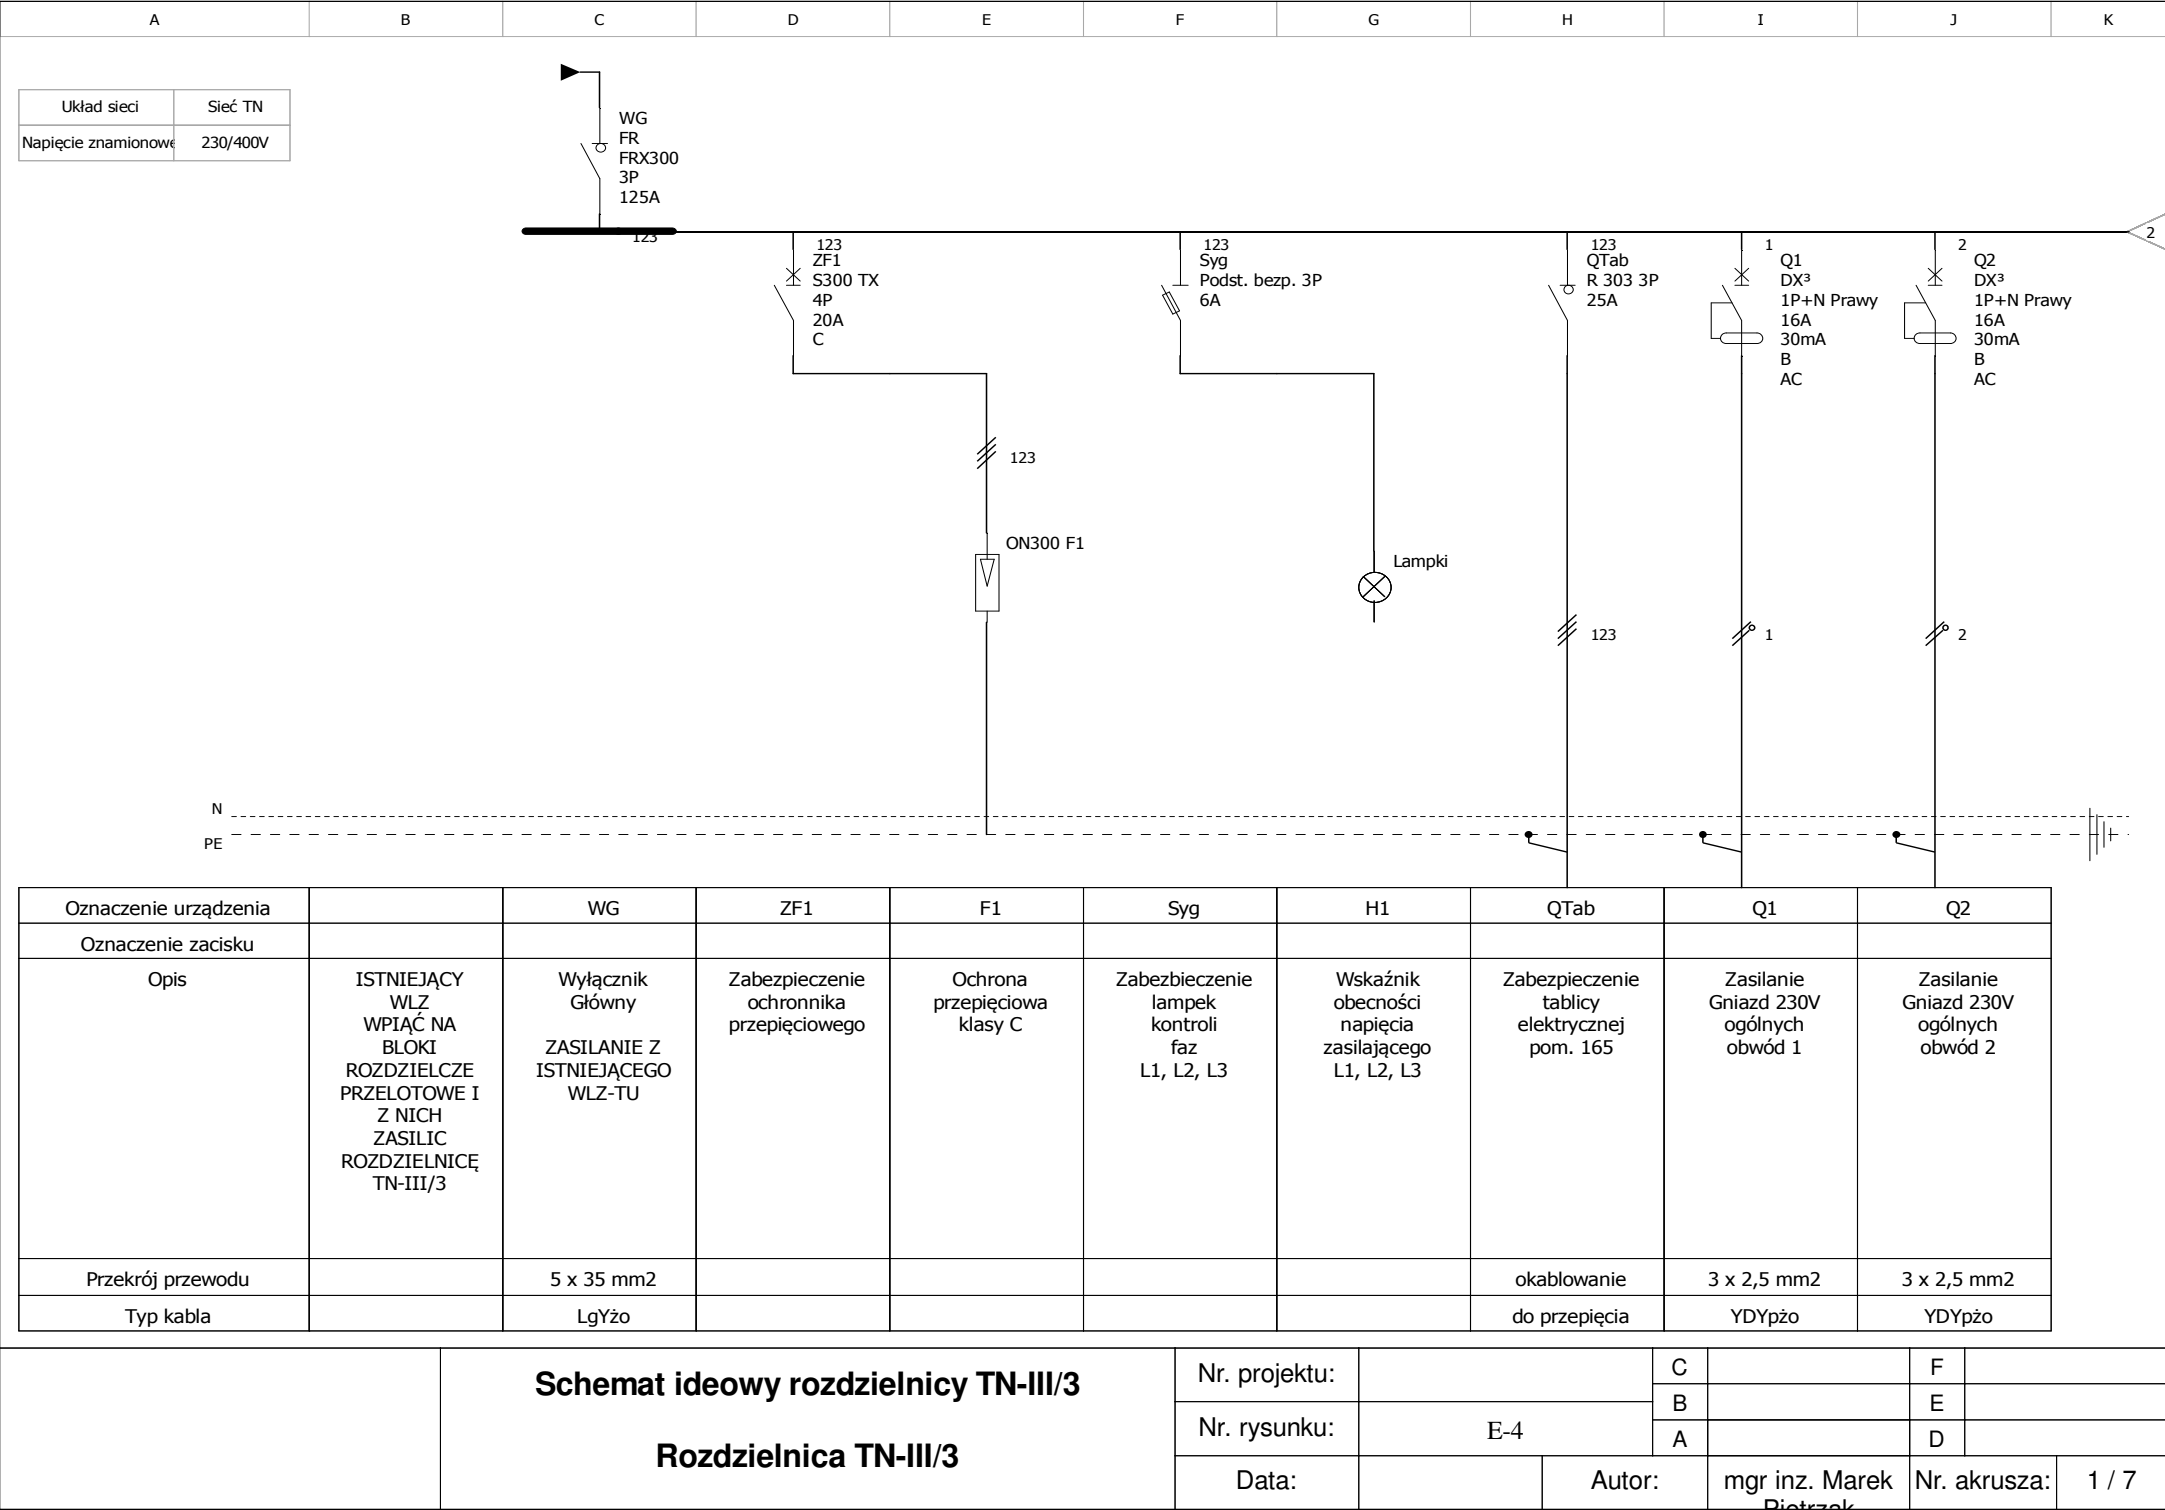 A B C D E F G H I J K
Układ sieci Sieć TN
Napięcie znamionowe 230/400V
WG
FR
FRX300
3P
125A
123
123
ZF1
S300 TX
4P
20A
C
123
Syg
Podst. bezp. 3P
6A
123
QTab
R 303 3P
25A
1
Q1
DX³
1P+N Prawy
16A
30mA
B
AC
2
Q2
DX³
1P+N Prawy
16A
30mA
B
AC
2
123
ON300 F1
Lampki
123
1
2
N
PE
Oznaczenie urządzenia WG ZF1 F1 Syg H1 QTab Q1 Q2
Oznaczenie zacisku
Opis
ISTNIEJĄCY
WLZ
WPIĄĆ NA
BLOKI
ROZDZIELCZE
PRZELOTOWE I
Z NICH
ZASILIC
ROZDZIELNICĘ
TN-III/3
Wyłącznik
Główny
ZASILANIE Z
ISTNIEJĄCEGO
WLZ-TU
Zabezpieczenie
ochronnika
przepięciowego
Ochrona
przepięciowa
klasy C
Zabezbieczenie
lampek
kontroli
faz
L1, L2, L3
Wskaźnik
obecności
napięcia
zasilającego
L1, L2, L3
Zabezpieczenie
tablicy
elektrycznej
pom. 165
Zasilanie
Gniazd 230V
ogólnych
obwód 1
Zasilanie
Gniazd 230V
ogólnych
obwód 2
Przekrój przewodu 5 x 35 mm2 okablowanie 3 x 2,5 mm2 3 x 2,5 mm2
Typ kabla LgYżo do przepięcia YDYpżo YDYpżo
Schemat ideowy rozdzielnicy TN-III/3
Rozdzielnica TN-III/3
Nr. projektu:
Nr. rysunku: E-4
Data:
Autor: mgr inz. Marek
Pietrzak
C
B
A
F
E
D
Nr. akrusza: 1 / 7